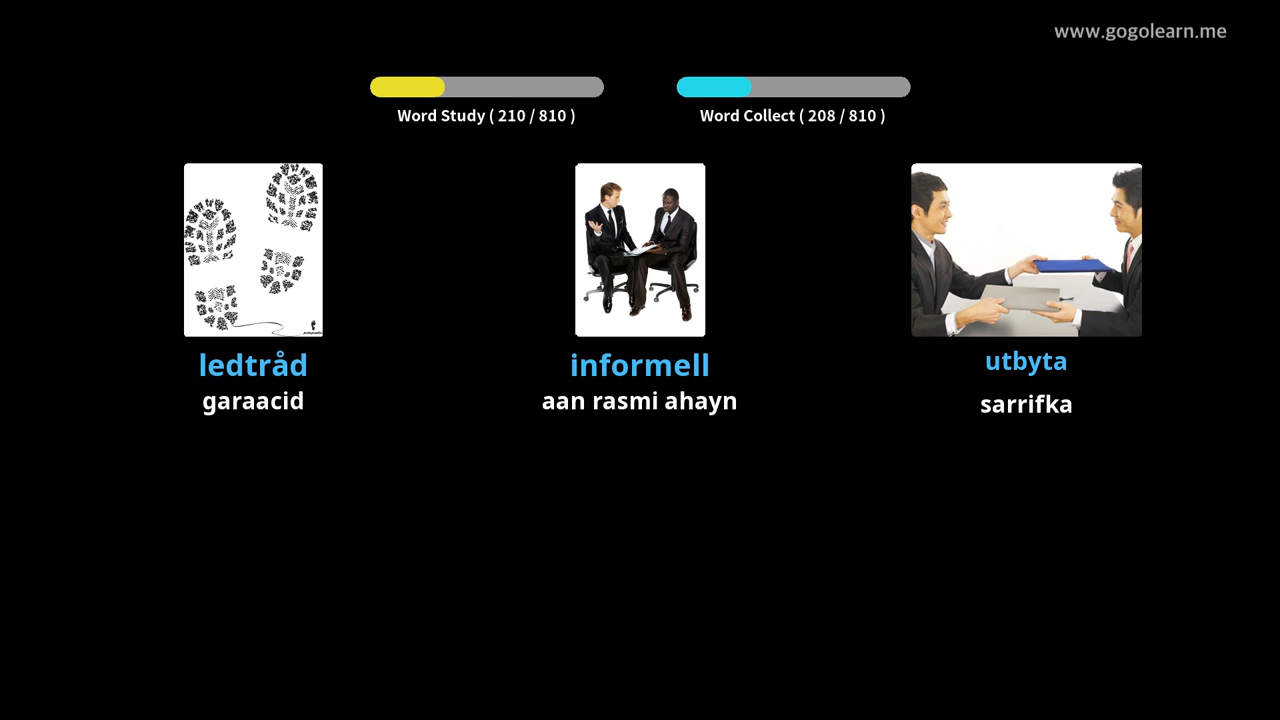 www.gogolearn.me
Word Study ( 210 / 810 )
Word Collect ( 208 / 810 )
ledtråd
garaacid
informell
aan rasmi ahayn
utbyta
sarrifka